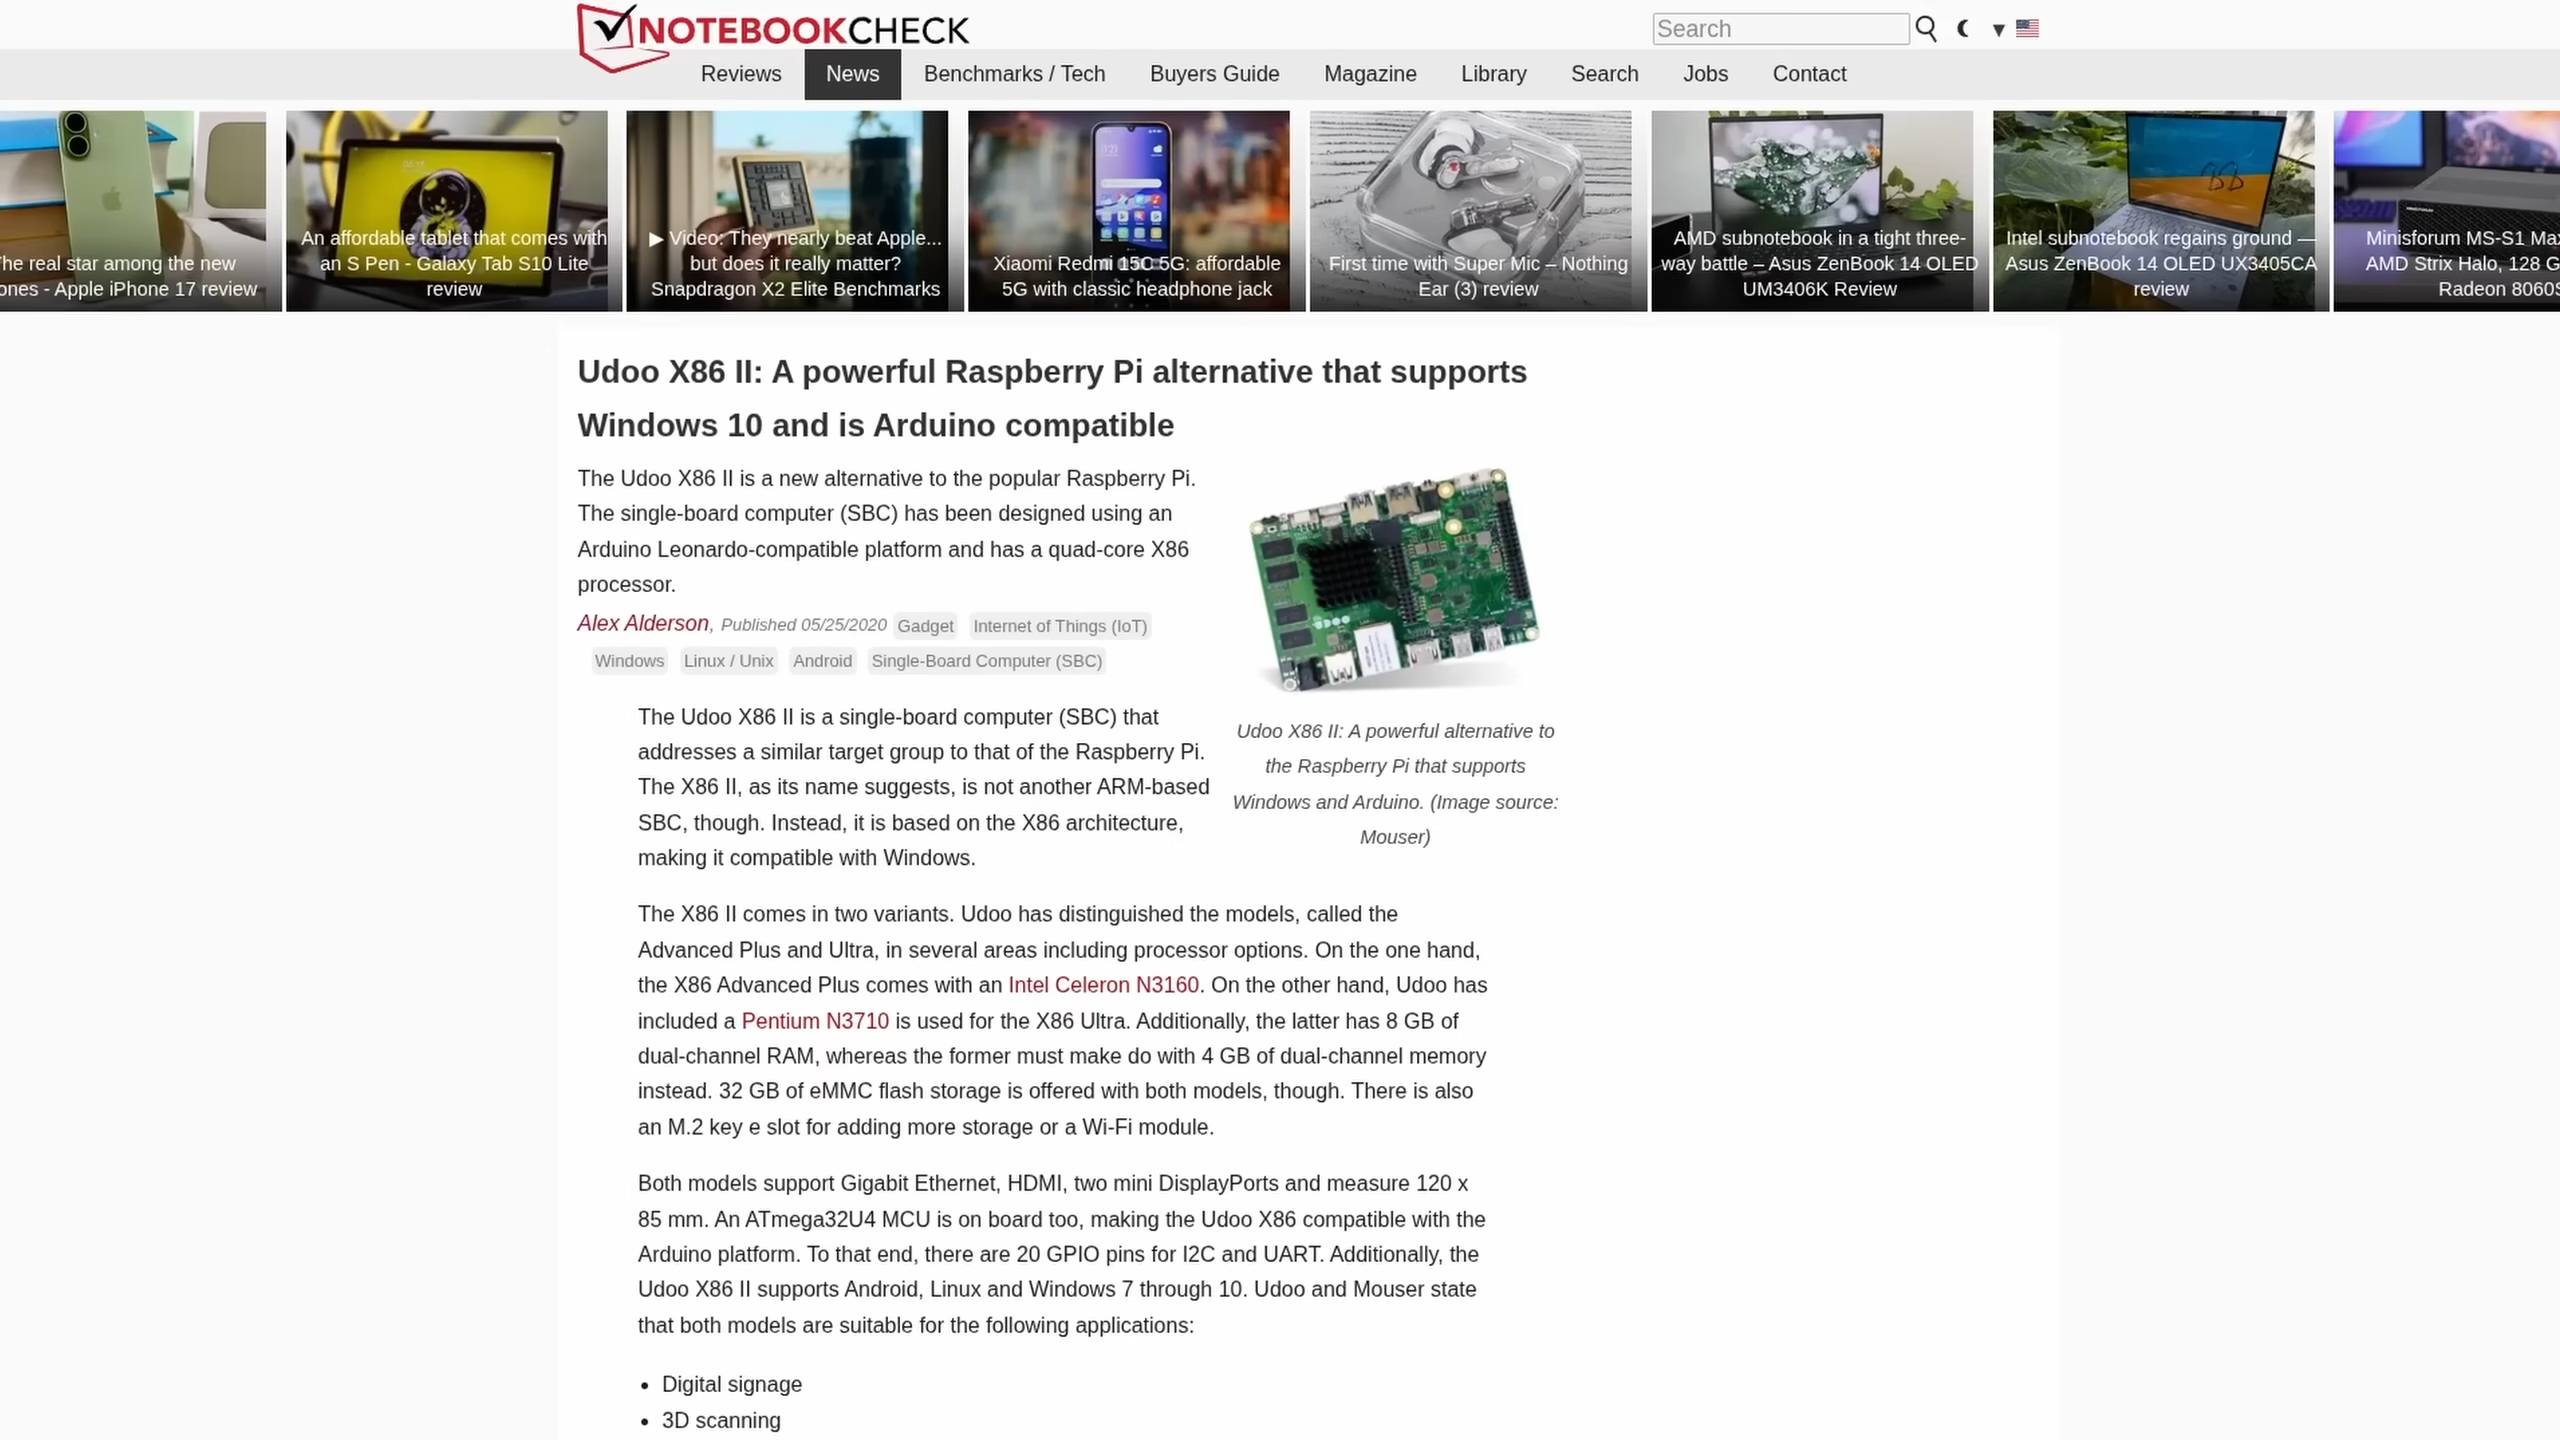 NOTEBOOKCHECK
Search
Reviews
News
Benchmarks / Tech
Buyers Guide
Magazine
Library
Search
Jobs
Contact
he real star among the new
ones - Apple iPhone 17 review
An affordable tablet that comes with
an S Pen - Galaxy Tab S10 Lite
review
▶ Video: They nearly beat Apple...
but does it really matter?
Snapdragon X2 Elite Benchmarks
Xiaomi Redmi 15C 5G: affordable
5G with classic headphone jack
First time with Super Mic – Nothing
Ear (3) review
AMD subnotebook in a tight three-
way battle – Asus ZenBook 14 OLED
UM3406K Review
Intel subnotebook regains ground —
Asus ZenBook 14 OLED UX3405CA
review
Minisforum MS-S1 Max
AMD Strix Halo, 128 G
Radeon 8060S
Udoo X86 II: A powerful Raspberry Pi alternative that supports
Windows 10 and is Arduino compatible
The Udoo X86 II is a new alternative to the popular Raspberry Pi.
The single-board computer (SBC) has been designed using an
Arduino Leonardo-compatible platform and has a quad-core X86
processor.
Alex Alderson, Published 05/25/2020 Gadget Internet of Things (IoT)
Windows Linux / Unix Android Single-Board Computer (SBC)
Udoo X86 II: A powerful alternative to
the Raspberry Pi that supports
Windows and Arduino. (Image source:
Mouser)
The Udoo X86 II is a single-board computer (SBC) that
addresses a similar target group to that of the Raspberry Pi.
The X86 II, as its name suggests, is not another ARM-based
SBC, though. Instead, it is based on the X86 architecture,
making it compatible with Windows.
The X86 II comes in two variants. Udoo has distinguished the models, called the
Advanced Plus and Ultra, in several areas including processor options. On the one hand,
the X86 Advanced Plus comes with an Intel Celeron N3160. On the other hand, Udoo has
included a Pentium N3710 is used for the X86 Ultra. Additionally, the latter has 8 GB of
dual-channel RAM, whereas the former must make do with 4 GB of dual-channel memory
instead. 32 GB of eMMC flash storage is offered with both models, though. There is also
an M.2 key e slot for adding more storage or a Wi-Fi module.
Both models support Gigabit Ethernet, HDMI, two mini DisplayPorts and measure 120 x
85 mm. An ATmega32U4 MCU is on board too, making the Udoo X86 compatible with the
Arduino platform. To that end, there are 20 GPIO pins for I2C and UART. Additionally, the
Udoo X86 II supports Android, Linux and Windows 7 through 10. Udoo and Mouser state
that both models are suitable for the following applications:
• Digital signage
• 3D scanning